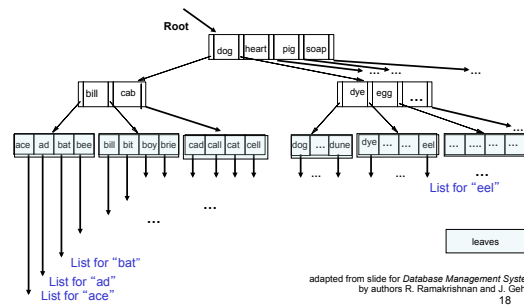 Root
dog heart pig soap
... ... ...
bill cab
dye egg ...
...
ace ad bat bee
bill bit boy brie
cad call cat cell
dog ... dune
dye ... ... eel
... ... ... ...
... ... ...
List for “eel”
... ...
List for “bat”
List for “ad”
List for “ace”
leaves
adapted from slide for Database Management Syste
by authors R. Ramakrishnan and J. Geh
18